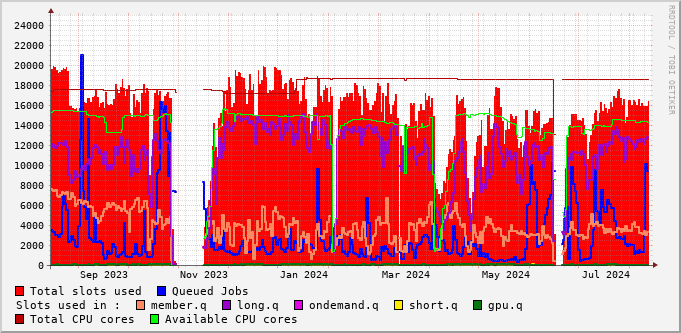 24000
22000
20000
18000
16000
14000
12000
10000
8000
6000
4000
2000
0
Sep 2023 Nov 2023 Jan 2024 Mar 2024 May 2024 Jul 2024
Total slots used Queued Jobs
Slots used in : member.q long.q ondemand.q short.q gpu.q
Total CPU cores Available CPU cores
RRDTOOL / TOBI OETIKER